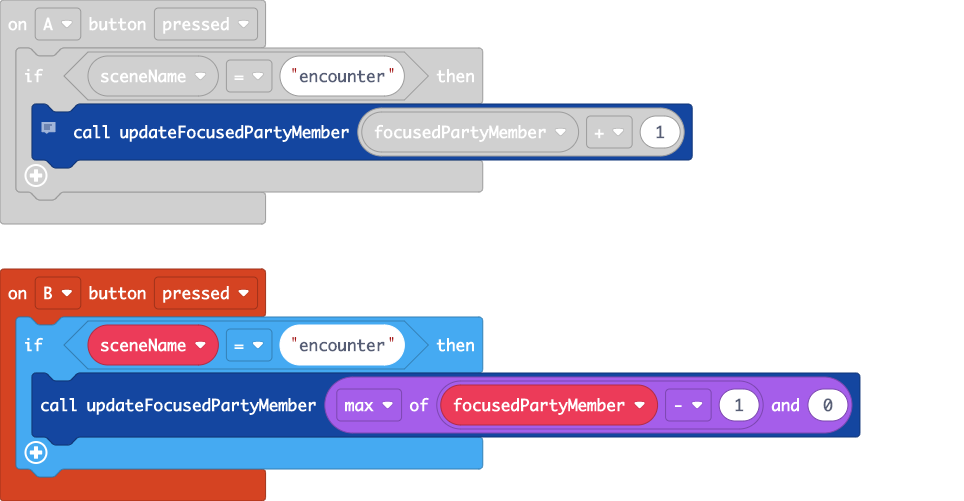 on A button pressed
if sceneName = "encounter" then
call updateFocusedPartyMember focusedPartyMember + 1
on B button pressed
if sceneName = "encounter" then
call updateFocusedPartyMember max of focusedPartyMember - 1 and 0